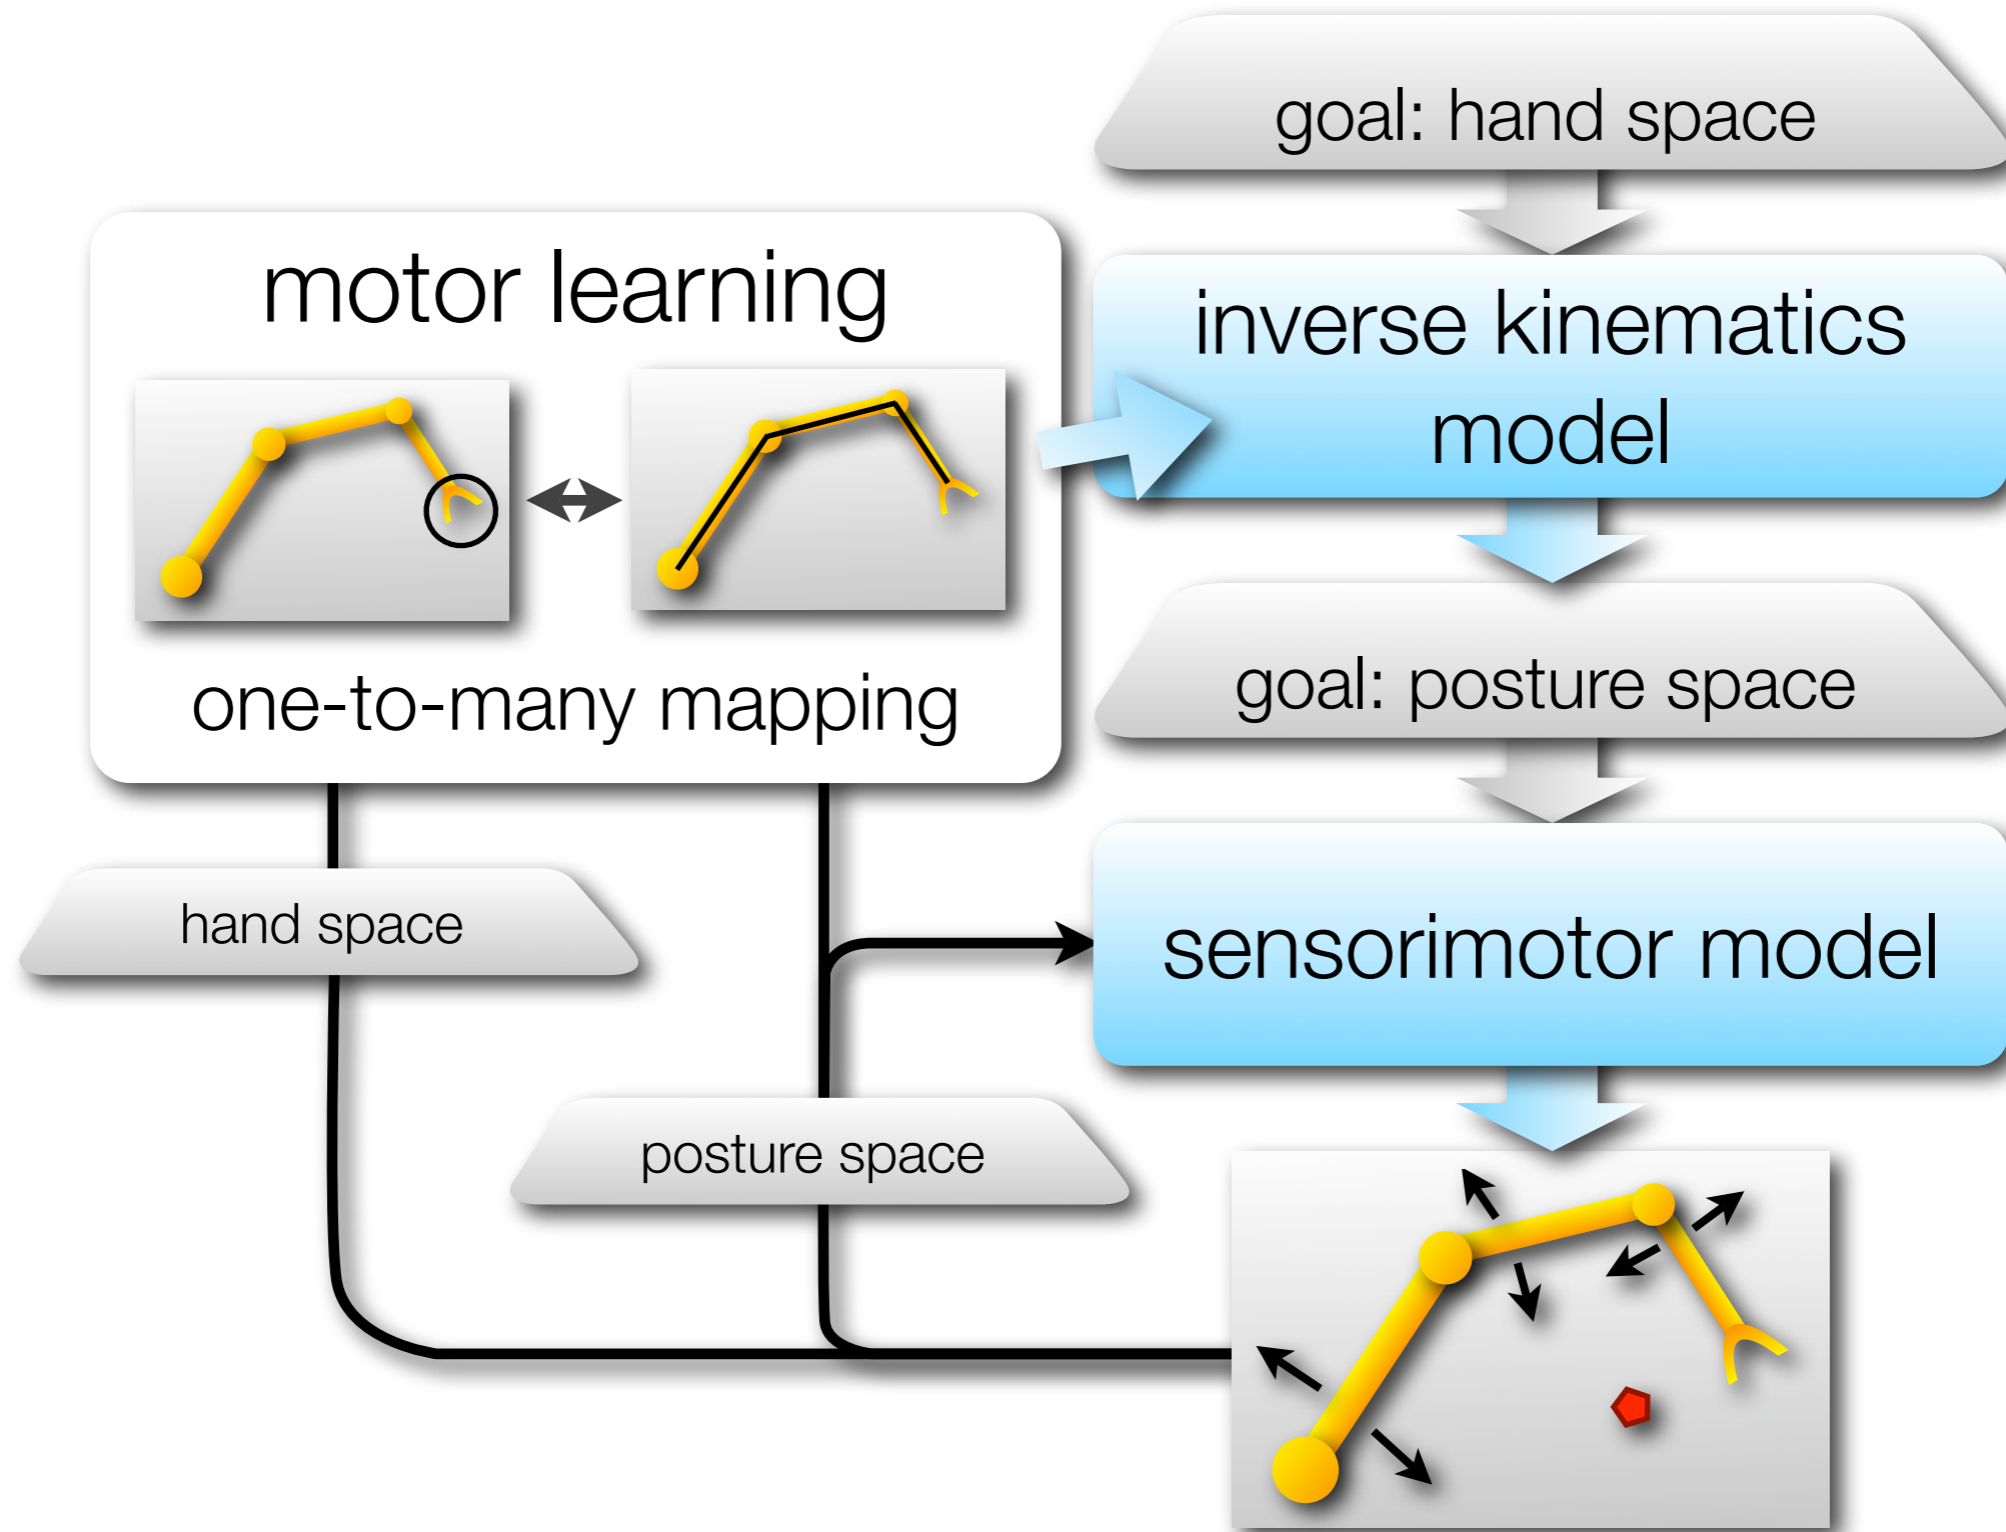 goal: hand space
motor learning
inverse kinematics
model
one-to-many mapping
goal: posture space
hand space
sensorimotor model
posture space